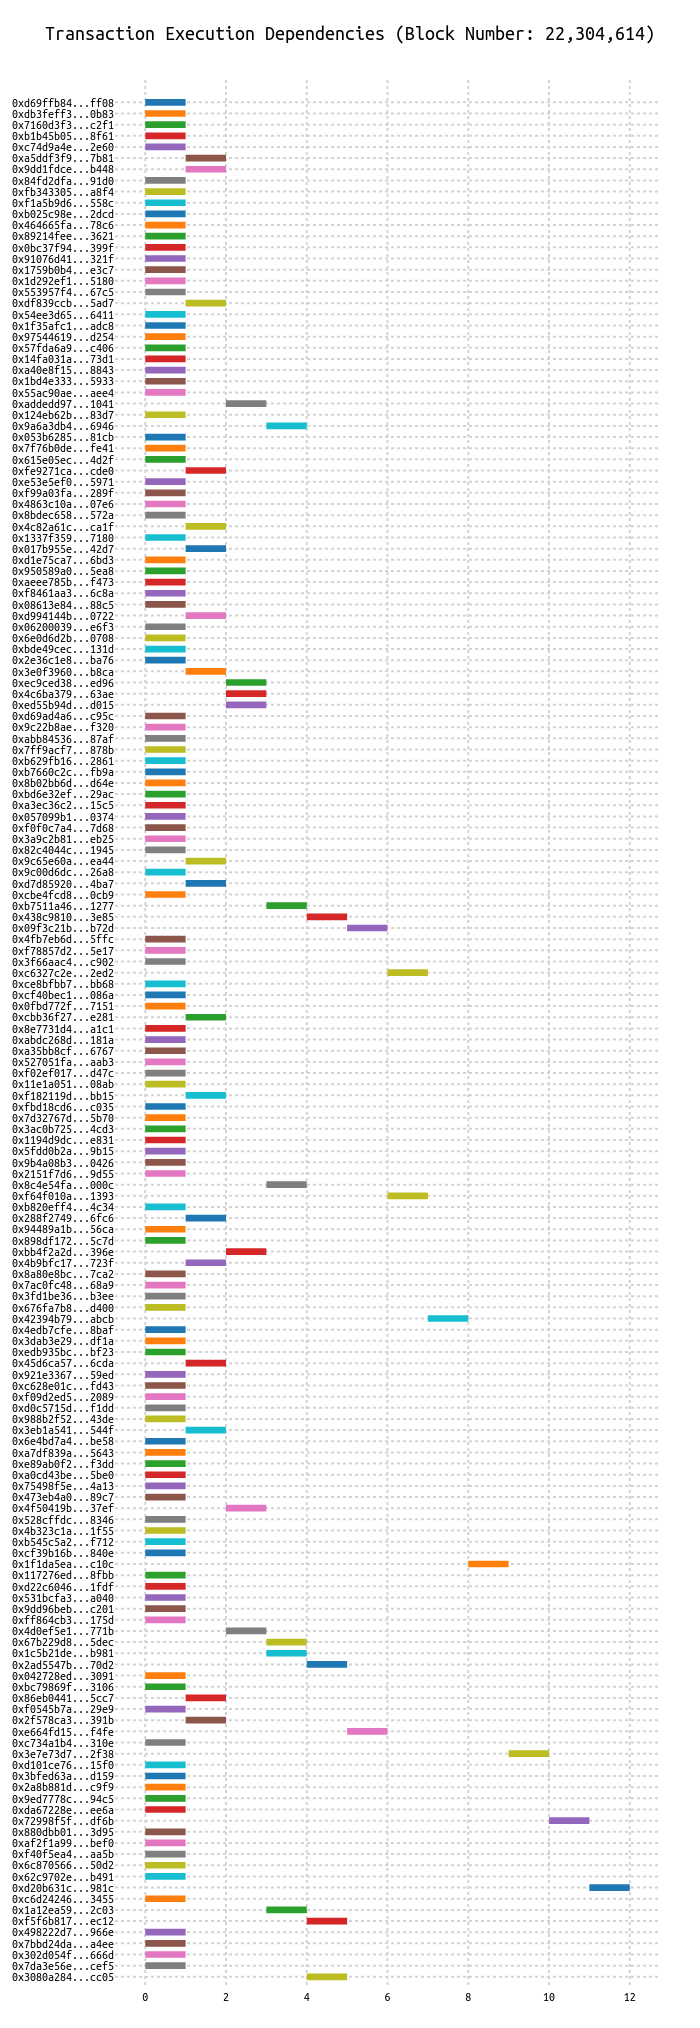 Transaction Execution Dependencies (Block Number: 22,304,614)
0xd69ffb84...ff08
0xdb3feff3...0b83
0x7160d3f3...c2f1
0xb1b45b05...8f61
0xc74d9a4e...2e60
0xa5ddf3f9...7b81
0x9dd1fdce...b448
0x84fd2dfa...91d0
0xfb343305...a8f4
0xf1a5b9d6...558c
0xb025c98e...2dcd
0x464665fa...78c6
0x89214fee...3621
0x0bc37f94...399f
0x91076d41...321f
0x1759b0b4...e3c7
0x1d292ef1...5180
0x553957f4...67c5
0xdf839ccb...5ad7
0x54ee3d65...6411
0x1f35afc1...adc8
0x97544619...d254
0x57fda6a9...c406
0x14fa031a...73d1
0xa40e8f15...8843
0x1bd4e333...5933
0x55ac90ae...aee4
0xaddedd97...1041
0x124eb62b...83d7
0x9a6a3db4...6946
0x053b6285...81cb
0x7f76b0de...fe41
0x615e05ec...4d2f
0xfe9271ca...cde0
0xe53e5ef0...5971
0xf99a03fa...289f
0x4863c10a...07e6
0x8bdec658...572a
0x4c82a61c...ca1f
0x1337f359...7180
0x017b955e...42d7
0xd1e75ca7...6bd3
0x950589a0...5ea8
0xaeee785b...f473
0xf8461aa3...6c8a
0x08613e84...88c5
0xd994144b...0722
0x06200039...e6f3
0x6e0d6d2b...0708
0xbde49cec...131d
0x2e36c1e8...ba76
0x3e0f3960...b8ca
0xec9ced38...ed96
0x4c6ba379...63ae
0xed55b94d...d015
0xd69ad4a6...c95c
0x9c22b8ae...f320
0xabb84536...87af
0x7ff9acf7...878b
0xb629fb16...2861
0xb7660c2c...fb9a
0x8b02bb6d...d64e
0xbd6e32ef...29ac
0xa3ec36c2...15c5
0x057099b1...0374
0xf0f0c7a4...7d68
0x3a9c2b81...eb25
0x82c4044c...1945
0x9c65e60a...ea44
0x9c00d6dc...26a8
0xd7d85920...4ba7
0xcbe4fcd8...0cb9
0xb7511a46...1277
0x438c9810...3e85
0x09f3c21b...b72d
0x4fb7eb6d...5ffc
0xf78857d2...5e17
0x3f66aac4...c902
0xc6327c2e...2ed2
0xce8bfbb7...bb68
0xcf40bec1...086a
0x0fbd772f...7151
0xcbb36f27...e281
0x8e7731d4...a1c1
0xabdc268d...181a
0xa35bb8cf...6767
0x527051fa...aab3
0xf02ef017...d47c
0x11e1a051...08ab
0xf182119d...bb15
0xfbd18cd6...c035
0x7d32767d...5b70
0x3ac0b725...4cd3
0x1194d9dc...e831
0x5fdd0b2a...9b15
0x9b4a08b3...0426
0x2151f7d6...9d55
0x8c4e54fa...000c
0xf64f010a...1393
0xb820eff4...4c34
0x288f2749...6fc6
0x94489a1b...56ca
0x898df172...5c7d
0xbb4f2a2d...396e
0x4b9bfc17...723f
0x8a80e8bc...7ca2
0x7ac0fc48...68a9
0x3fd1be36...b3ee
0x676fa7b8...d400
0x42394b79...abcb
0x4edb7cfe...8baf
0x3dab3e29...df1a
0xedb935bc...bf23
0x45d6ca57...6cda
0x921e3367...59ed
0xc628e01c...fd43
0xf09d2ed5...2089
0xd0c5715d...f1dd
0x988b2f52...43de
0x3eb1a541...544f
0x6e4bd7a4...be58
0xa7df839a...5643
0xe89ab0f2...f3dd
0xa0cd43be...5be0
0x75498f5e...4a13
0x473eb4a0...89c7
0x4f50419b...37ef
0x528cffdc...8346
0x4b323c1a...1f55
0xb545c5a2...f712
0xcf39b16b...840e
0x1f1da5ea...c10c
0x117276ed...8fbb
0xd22c6046...1fdf
0x531bcfa3...a040
0x9dd96beb...c201
0xff864cb3...175d
0x4d0ef5e1...771b
0x67b229d8...5dec
0x1c5b21de...b981
0x2ad5547b...70d2
0x042728ed...3091
0xbc79869f...3106
0x86eb0441...5cc7
0xf0545b7a...29e9
0x2f578ca3...391b
0xe664fd15...f4fe
0xc734a1b4...310e
0x3e7e73d7...2f38
0xd101ce76...15f0
0x3bfed63a...d159
0x2a8b881d...c9f9
0x9ed7778c...94c5
0xda67228e...ee6a
0x72998f5f...df6b
0x880dbb01...3d95
0xaf2f1a99...bef0
0xf40f5ea4...aa5b
0x6c870566...50d2
0x62c9702e...b491
0xd20b631c...981c
0xc6d24246...3455
0x1a12ea59...2c03
0xf5f6b817...ec12
0x498222d7...966e
0x7bbd24da...a4ee
0x302d054f...666d
0x7da3e56e...cef5
0x3080a284...cc05
0 2 4 6 8 10 12